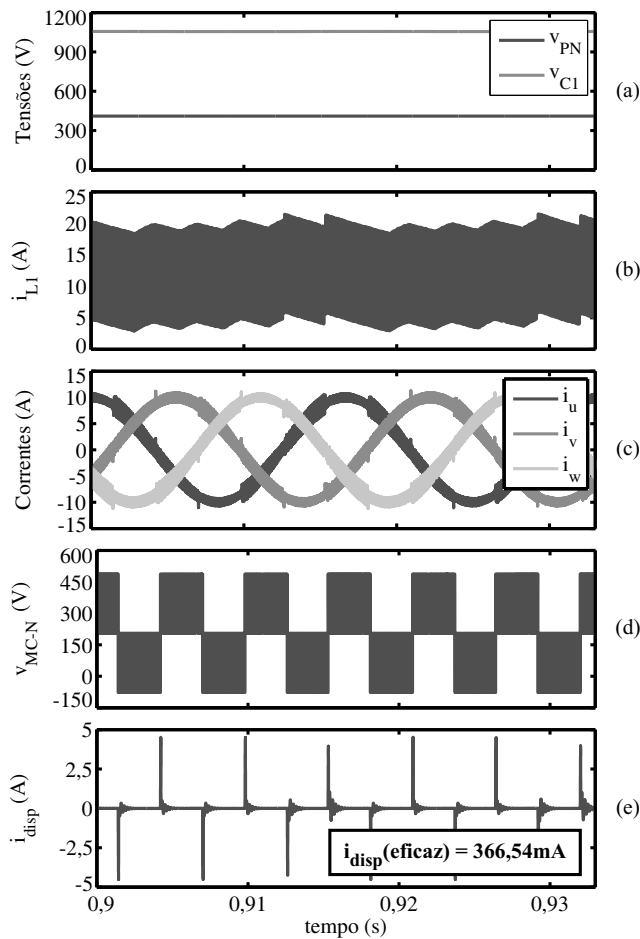 1200
900
600
300
0
Tensões (V)
v_PN
v_C1
(a)
25
20
15
10
5
0
i_L1 (A)
(b)
15
10
5
0
-5
-10
-15
Correntes (A)
i_u
i_v
i_w
(c)
600
450
300
150
0
-150
v_MC-N (V)
(d)
5
2,5
0
-2,5
-5
i_disp (A)
(e)
i_disp(eficaz) = 366,54mA
0,9 0,91 0,92 0,93
tempo (s)